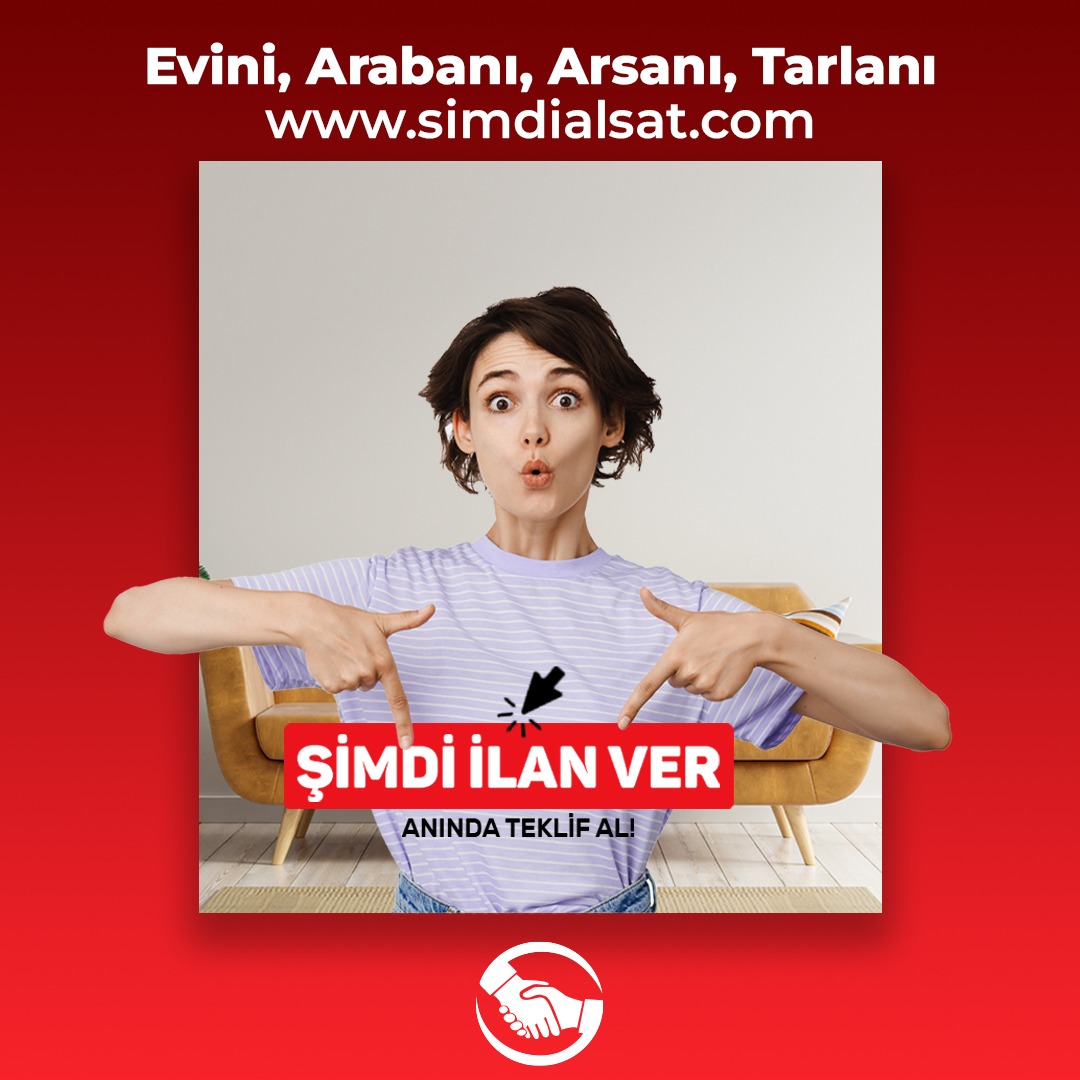 Evini, Arabanı, Arsanı, Tarlanı
www.simdialsat.com
ŞİMDİ İLAN VER
ANINDA TEKLİF AL!